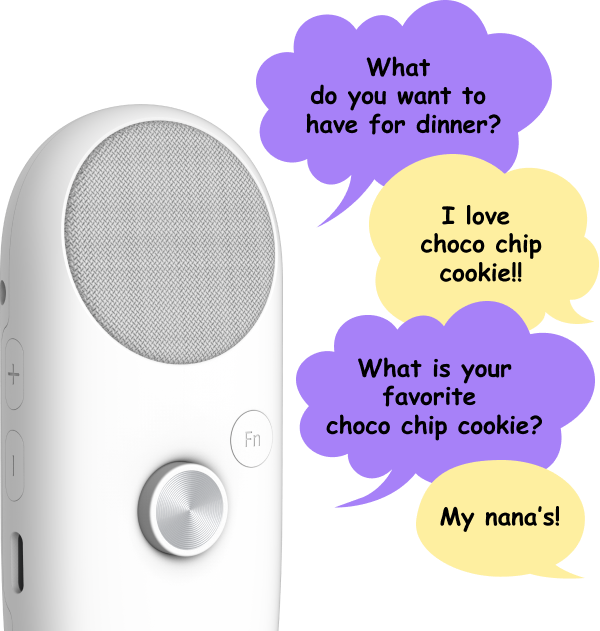 What
do you want to
have for dinner?
I love
choco chip
cookie!!
What is your
favorite
choco chip cookie?
Fn
My nana's!